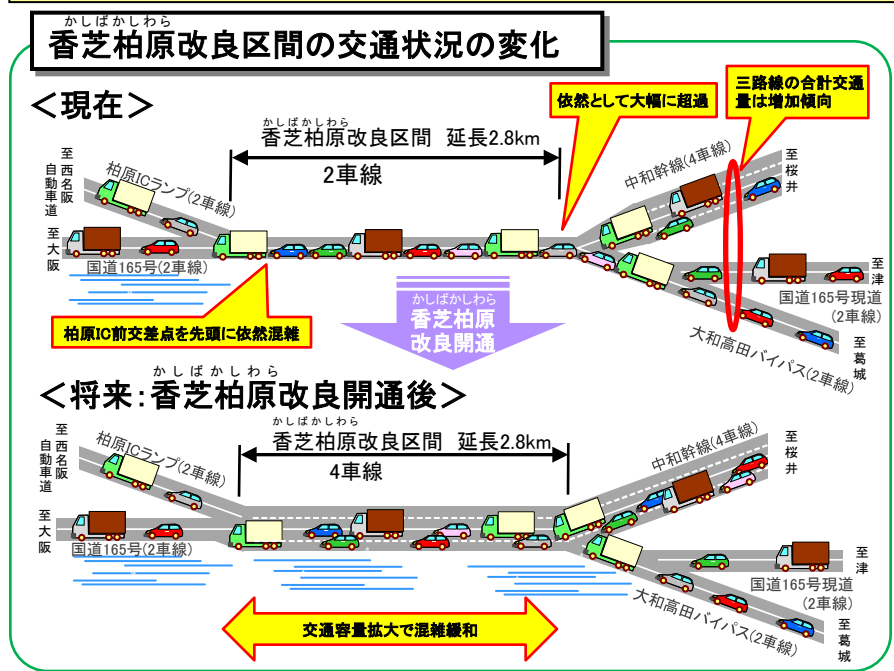 かしばかしわら
香芝柏原改良区間の交通状況の変化
＜現在＞
依然として大幅に超過
三路線の合計交通
量は増加傾向
かしばかしわら
香芝柏原改良区間 延長2.8km
2車線
至西名阪
自動車道
柏原ICランプ(2車線)
中和幹線(4車線)
至桜井
至大阪
国道165号(2車線)
至津
国道165号現道
(2車線)
柏原IC前交差点を先頭に依然混雑
かしばかしわら
香芝柏原
改良開通
大和高田バイパス(2車線)
至葛城
かしばかしわら
＜将来：香芝柏原改良開通後＞
かしばかしわら
香芝柏原改良区間 延長2.8km
4車線
至西名阪
自動車道
柏原ICランプ(2車線)
中和幹線(4車線)
至桜井
至大阪
国道165号(2車線)
至津
国道165号現道
(2車線)
大和高田バイパス(2車線)
至葛城
交通容量拡大で混雑緩和